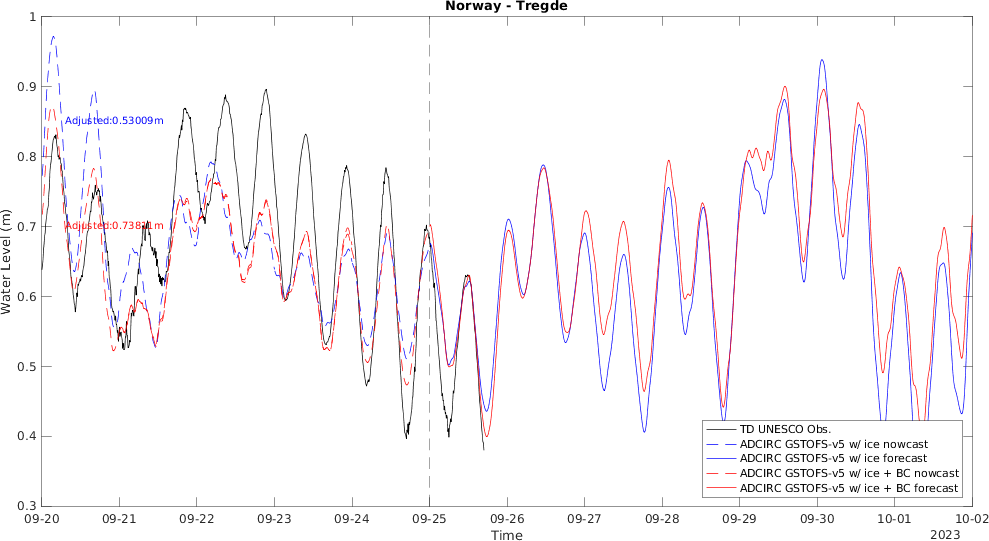 Norway - Tregde
1
0.9
0.8
0.7
0.6
0.5
0.4
0.3
Water Level (m)
Adjusted:0.53009m
Adjusted:0.73811m
TD UNESCO Obs.
ADCIRC GSTOFS-v5 w/ ice nowcast
ADCIRC GSTOFS-v5 w/ ice forecast
ADCIRC GSTOFS-v5 w/ ice + BC nowcast
ADCIRC GSTOFS-v5 w/ ice + BC forecast
09-20 09-21 09-22 09-23 09-24 09-25 09-26 09-27 09-28 09-29 09-30 10-01 10-02
Time
2023